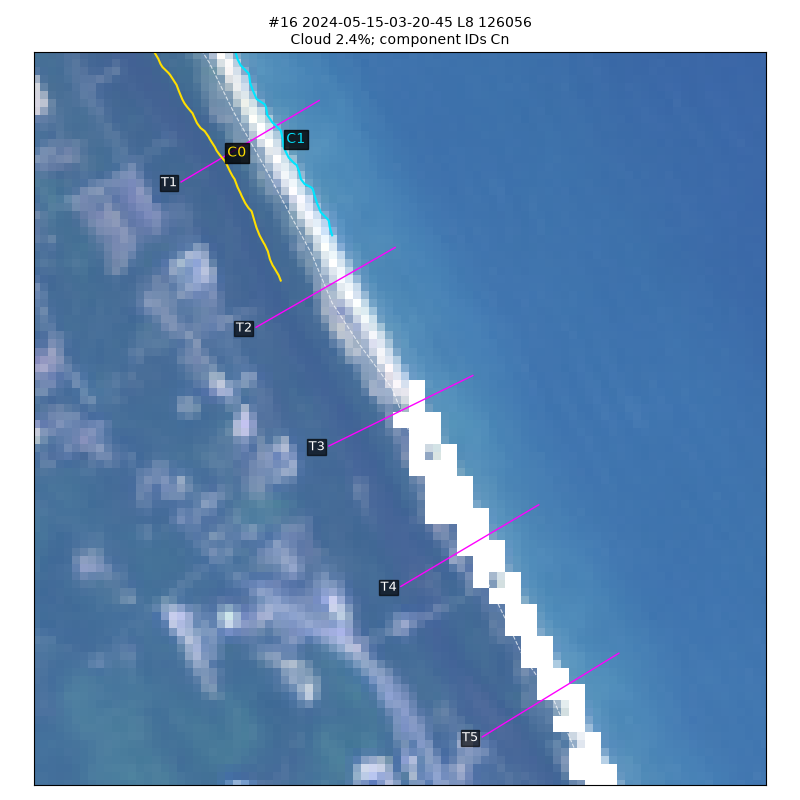 #16 2024-05-15-03-20-45 L8 126056
Cloud 2.4%; component IDs Cn
C1
C0
T1
T2
T3
T4
T5